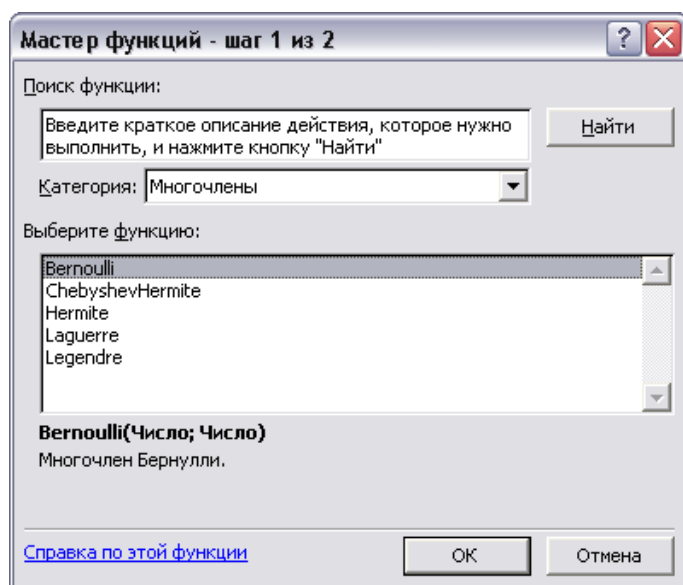 Мастер функций - шаг 1 из 2
Поиск функции:
Введите краткое описание действия, которое нужно
выполнить, и нажмите кнопку "Найти"
Найти
Категория: Многочлены
Выберите функцию:
Bernoulli
ChebyshevHermite
Hermite
Laguerre
Legendre
Bernoulli(Число; Число)
Многочлен Бернулли.
Справка по этой функции
ОК
Отмена